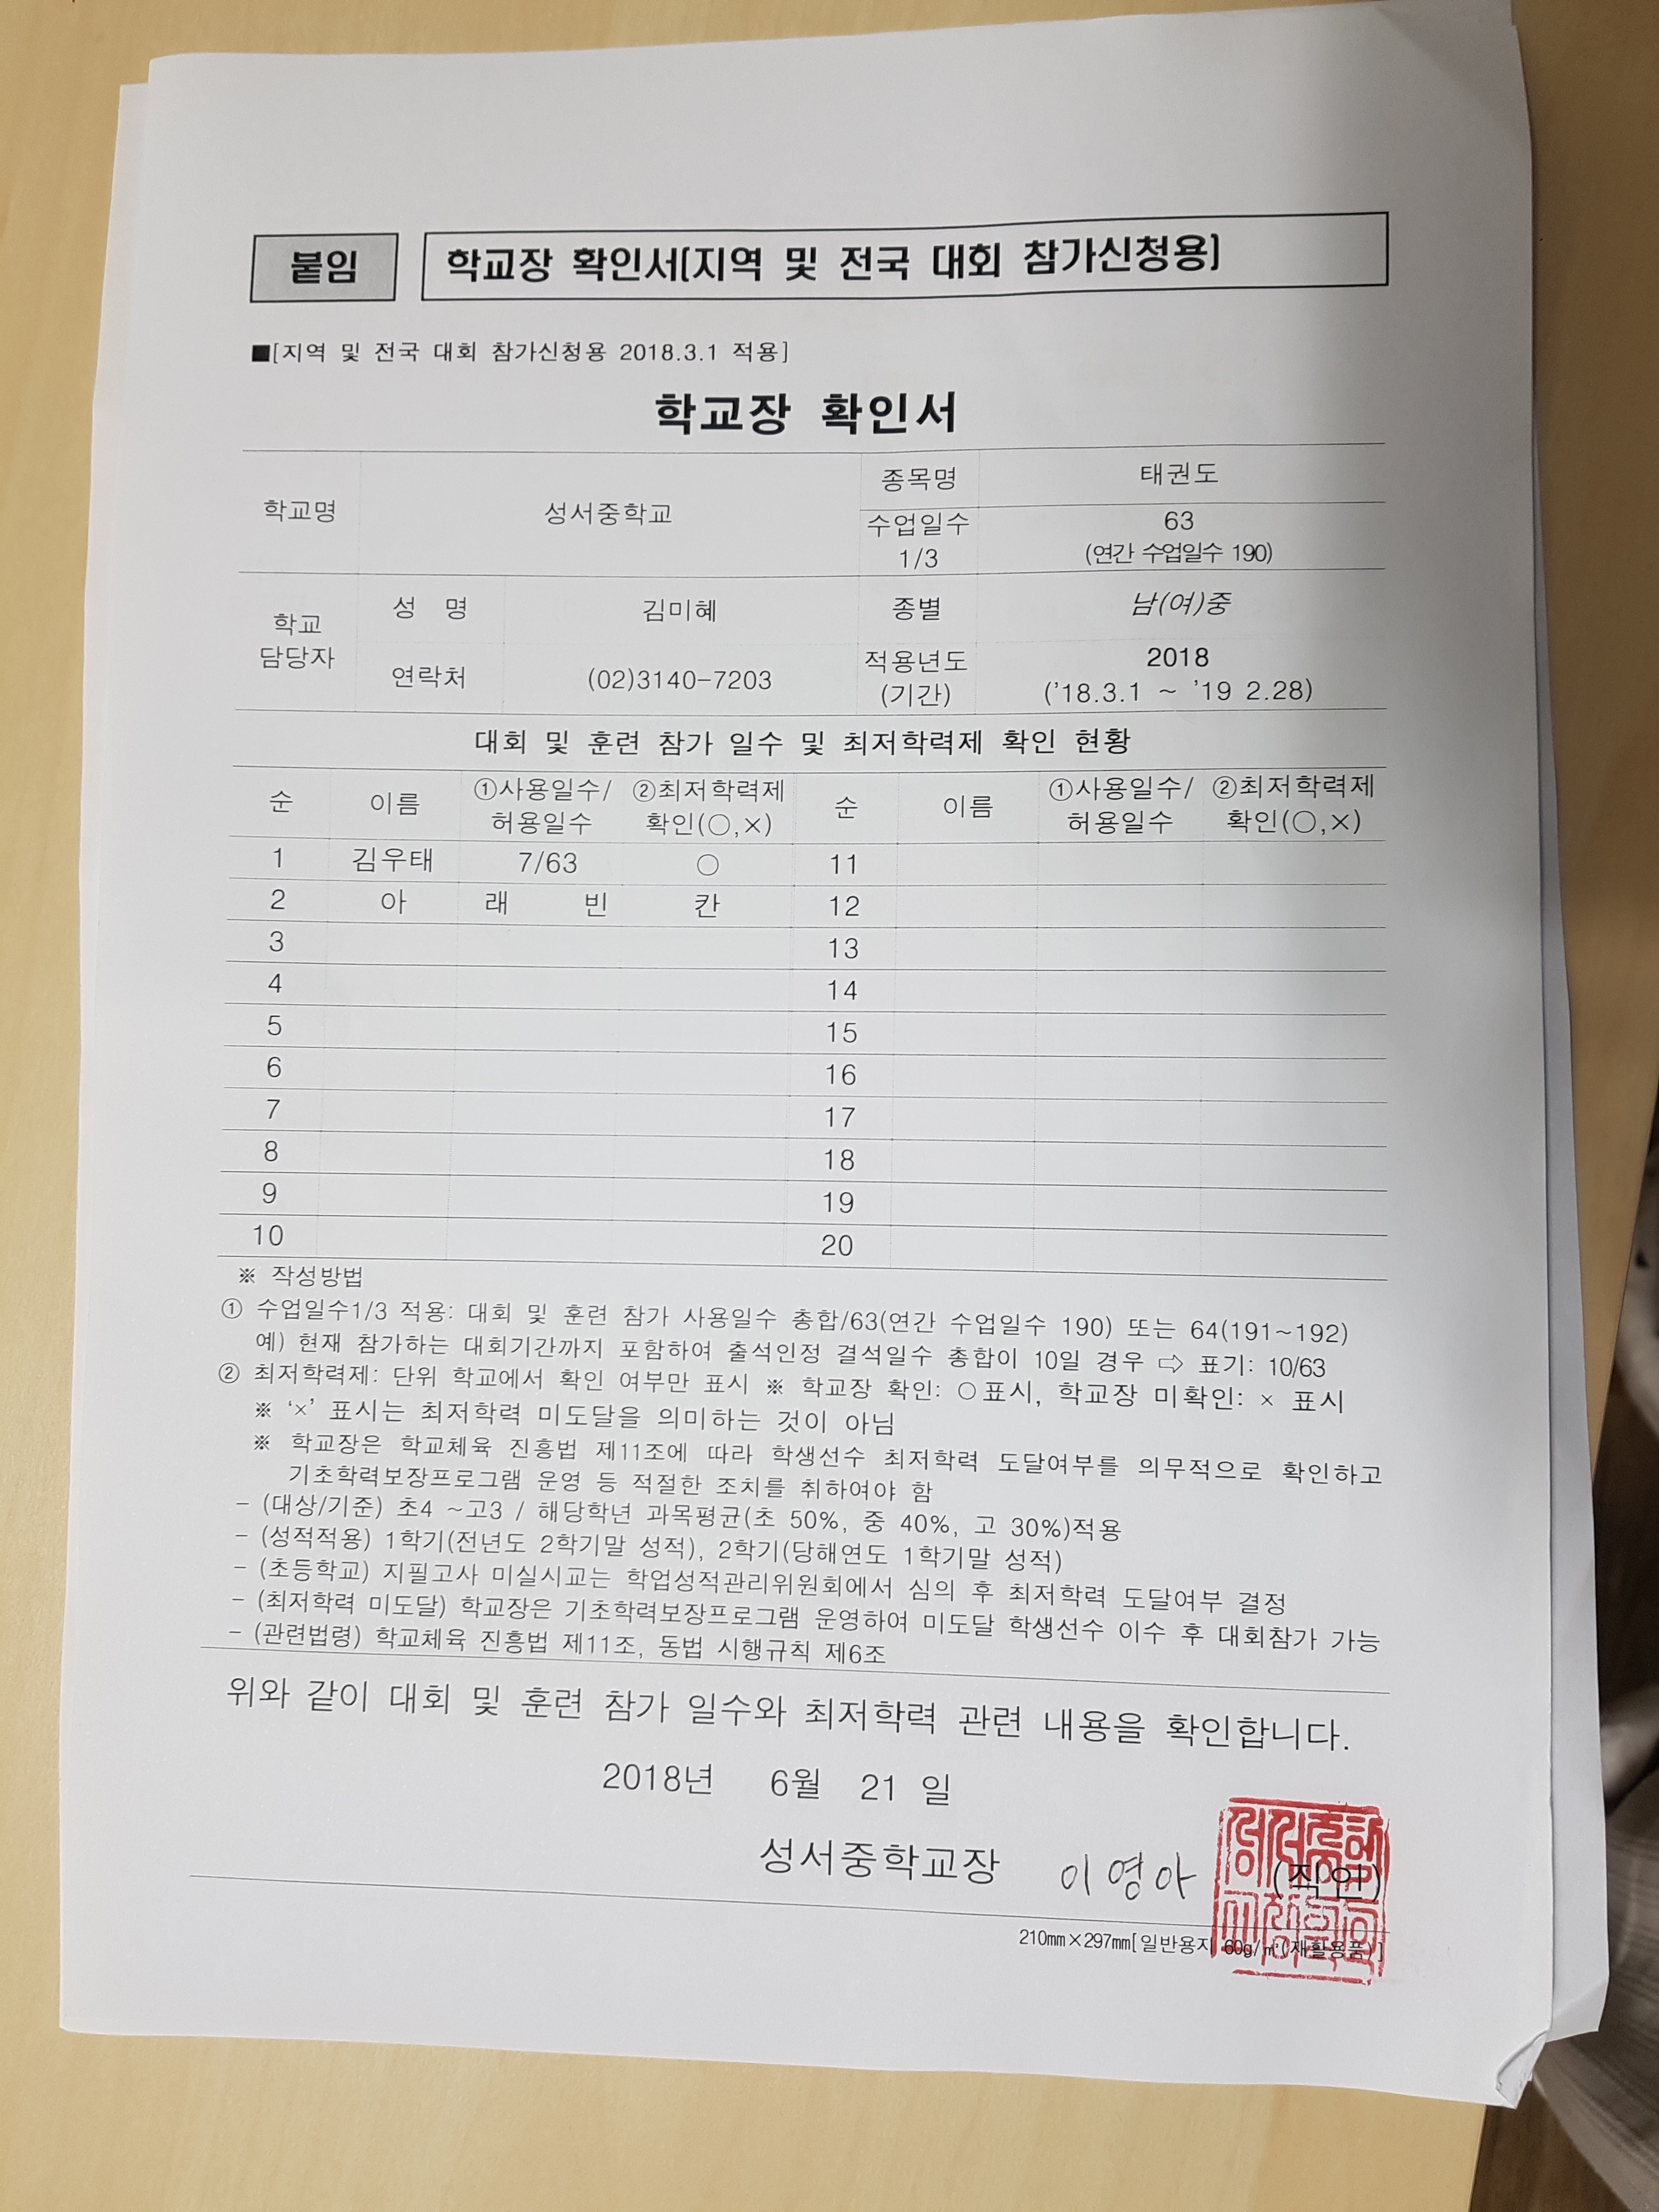 붙임
학교장 확인서[지역 및 전국 대회 참가신청용]
■[지역 및 전국 대회 참가신청용 2018.3.1 적용]
학교장 확인서
학교명 성서중학교 종목명 태권도
수업일수 1/3 63 (연간 수업일수 190)
학교 담당자 성 명 김미혜 종별 남(여)중
연락처 (02)3140-7203 적용년도 (기간) 2018 ('18.3.1 ~ '19 2.28)
대회 및 훈련 참가 일수 및 최저학력제 확인 현황
순 이름 ①사용일수/허용일수 ②최저학력제 확인(○,×) 순 이름 ①사용일수/허용일수 ②최저학력제 확인(○,×)
1 김우태 7/63 ○ 11
2 아 래 빈 칸 12
3 13
4 14
5 15
6 16
7 17
8 18
9 19
10 20
※ 작성방법
① 수업일수1/3 적용: 대회 및 훈련 참가 사용일수 총합/63(연간 수업일수 190) 또는 64(191~192)
예) 현재 참가하는 대회기간까지 포함하여 출석인정 결석일수 총합이 10일 경우 ⇨ 표기: 10/63
② 최저학력제: 단위 학교에서 확인 여부만 표시 ※ 학교장 확인: ○표시, 학교장 미확인: × 표시
※ '×' 표시는 최저학력 미도달을 의미하는 것이 아님
※ 학교장은 학교체육 진흥법 제11조에 따라 학생선수 최저학력 도달여부를 의무적으로 확인하고
기초학력보장프로그램 운영 등 적절한 조치를 취하여야 함
- (대상/기준) 초4 ~고3 / 해당학년 과목평균(초 50%, 중 40%, 고 30%)적용
- (성적적용) 1학기(전년도 2학기말 성적), 2학기(당해연도 1학기말 성적)
- (초등학교) 지필고사 미실시교는 학업성적관리위원회에서 심의 후 최저학력 도달여부 결정
- (최저학력 미도달) 학교장은 기초학력보장프로그램 운영하여 미도달 학생선수 이수 후 대회참가 가능
- (관련법령) 학교체육 진흥법 제11조, 동법 시행규칙 제6조
위와 같이 대회 및 훈련 참가 일수와 최저학력 관련 내용을 확인합니다.
2018년 6월 21 일
성서중학교장 이영아 (직인)
210㎜×297㎜[일반용지 60g/㎡(재활용품)]